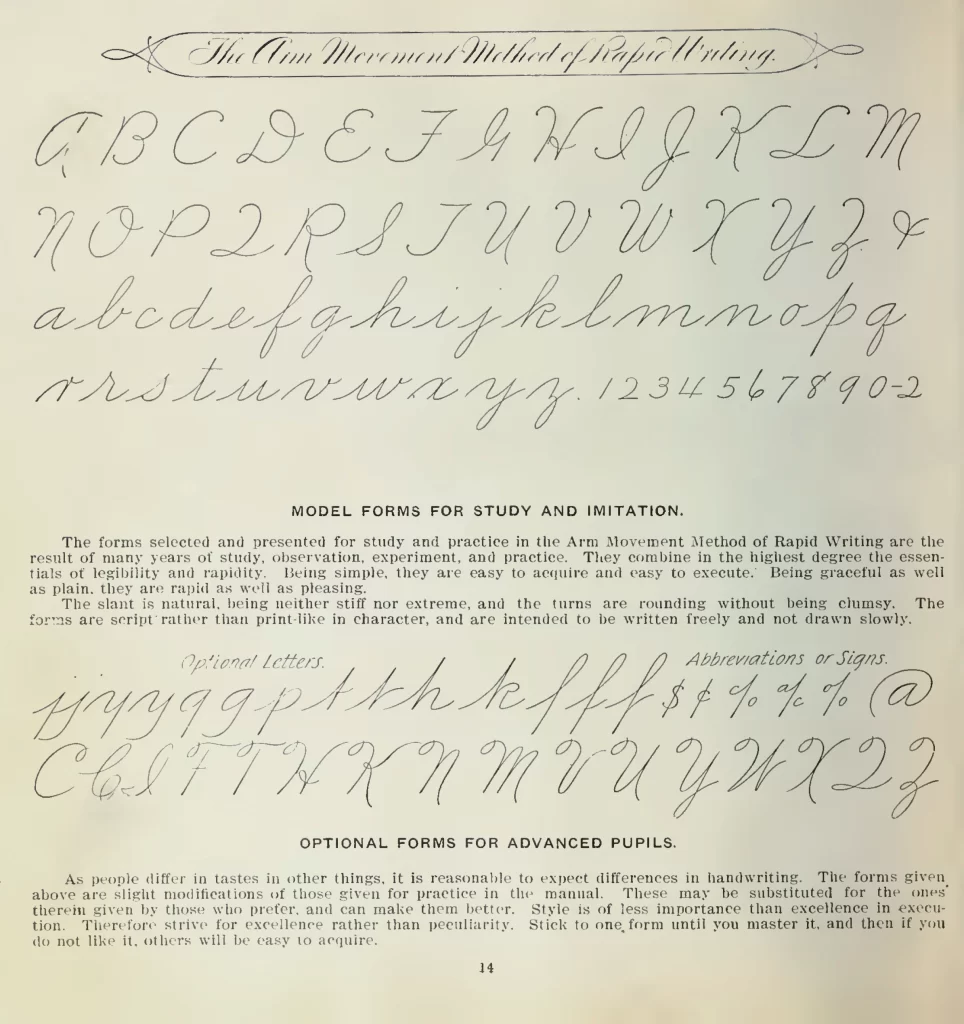 The Arm Movement Method of Rapid Writing.
A B C D E F G H I J K L M
N O P Q R S T U V W X Y Z &
a b c d e f g h i j k l m n o p q
r r s t u v w x y z. 1 2 3 4 5 6 7 8 9 0-2
MODEL FORMS FOR STUDY AND IMITATION.
The forms selected and presented for study and practice in the Arm Movement Method of Rapid Writing are the
result of many years of study, observation, experiment, and practice. They combine in the highest degree the essen-
tials of legibility and rapidity. Being simple, they are easy to acquire and easy to execute. Being graceful as well
as plain, they are rapid as well as pleasing.
The slant is natural, being neither stiff nor extreme, and the turns are rounding without being clumsy. The
forms are script rather than print-like in character, and are intended to be written freely and not drawn slowly.
Optional Letters. Abbreviations or Signs.
y y y q g p t t h k f f f $ ¢ % a/c % @
C C I F T H K N M V U Y W X Q Z
OPTIONAL FORMS FOR ADVANCED PUPILS.
As people differ in tastes in other things, it is reasonable to expect differences in handwriting. The forms given
above are slight modifications of those given for practice in the manual. These may be substituted for the ones
therein given by those who prefer, and can make them better. Style is of less importance than excellence in execu-
tion. Therefore strive for excellence rather than peculiarity. Stick to one form until you master it, and then if you
do not like it, others will be easy to acquire.
14